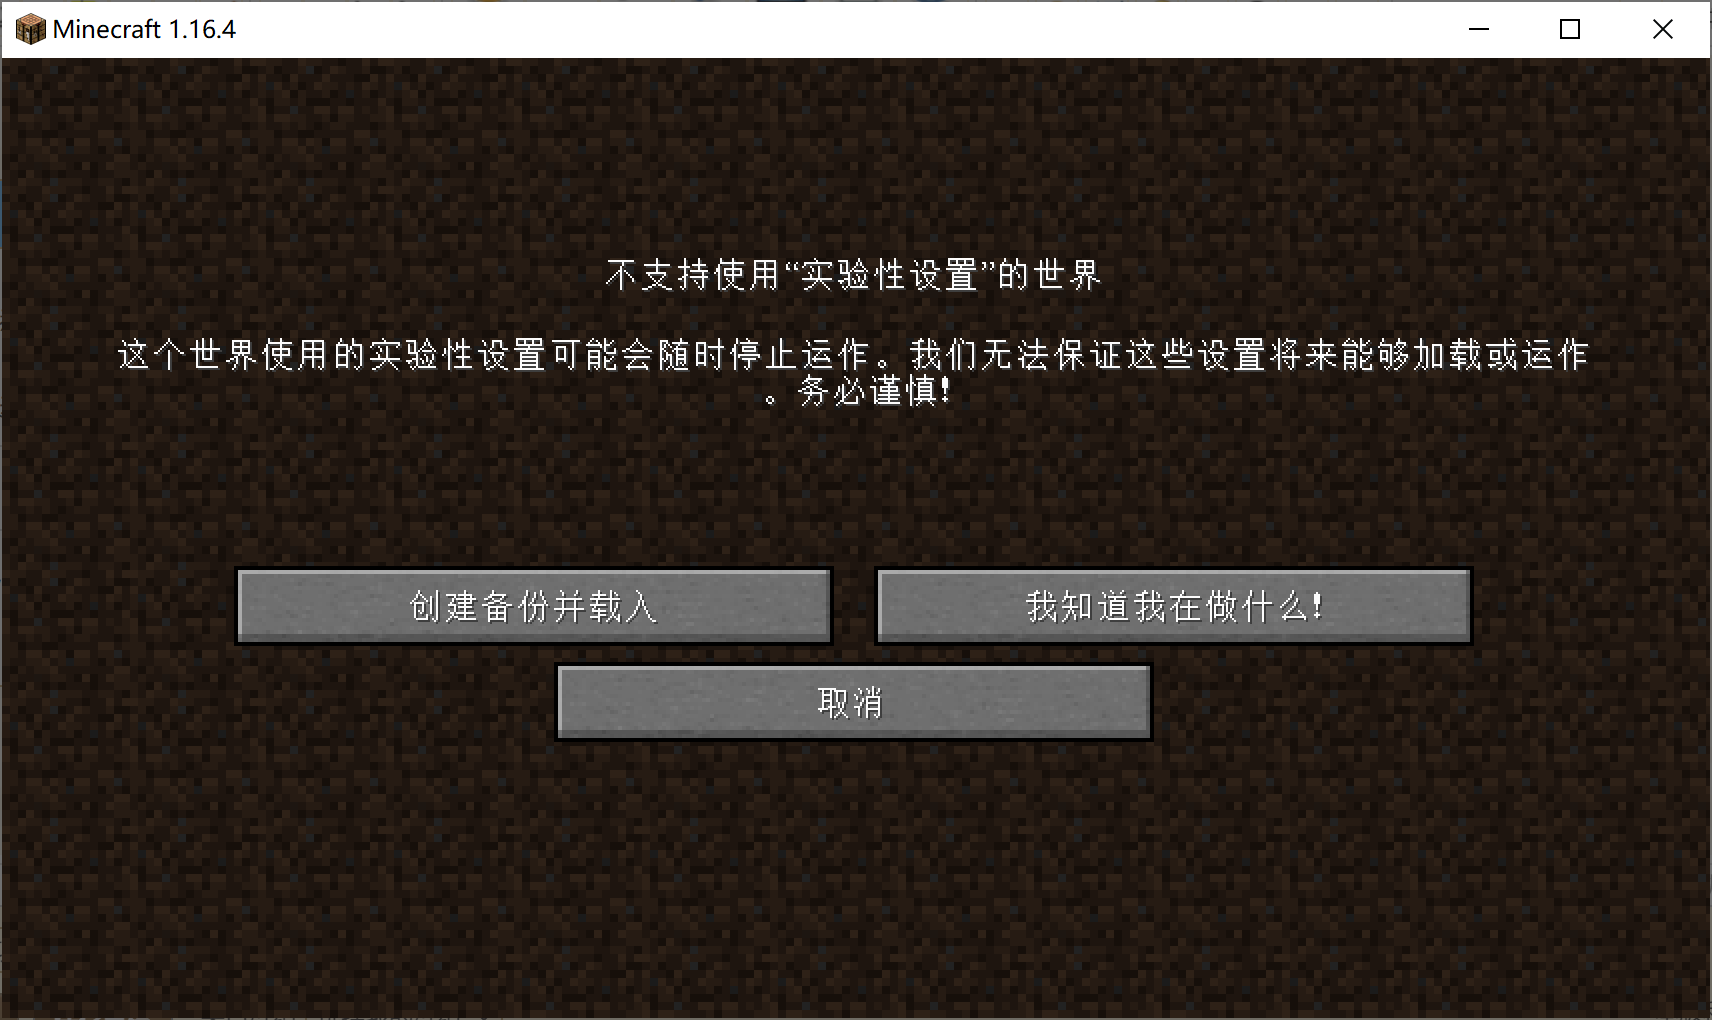 Minecraft 1.16.4
不支持使用“实验性设置”的世界
这个世界使用的实验性设置可能会随时停止运作。我们无法保证这些设置将来能够加载或运作
。务必谨慎!
创建备份并载入
我知道我在做什么!
取消